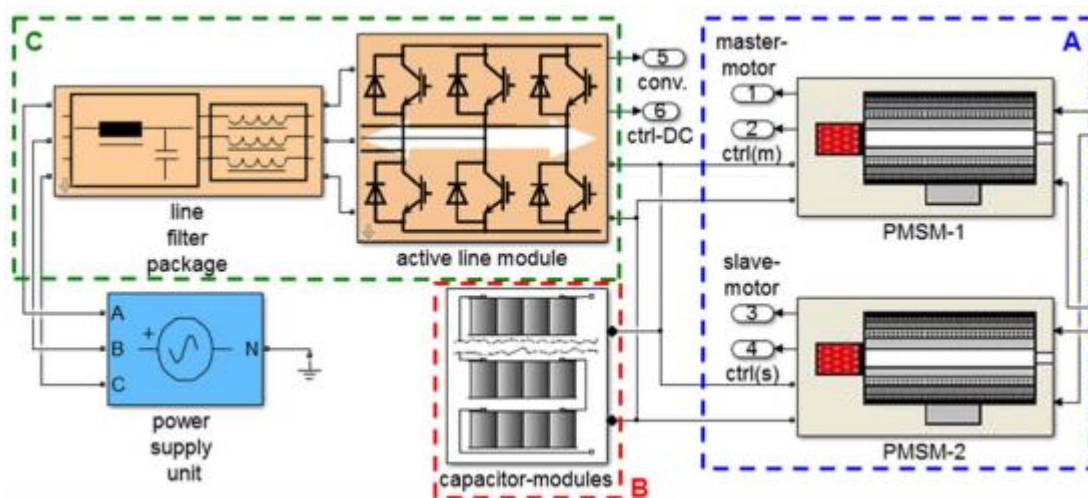 C
line
filter
package
active line module
5
conv.
6
ctrl-DC
A
master-
motor
1
2
ctrl(m)
PMSM-1
slave-
motor
3
4
ctrl(s)
PMSM-2
A
B
C
N
power
supply
unit
capacitor-modules
B